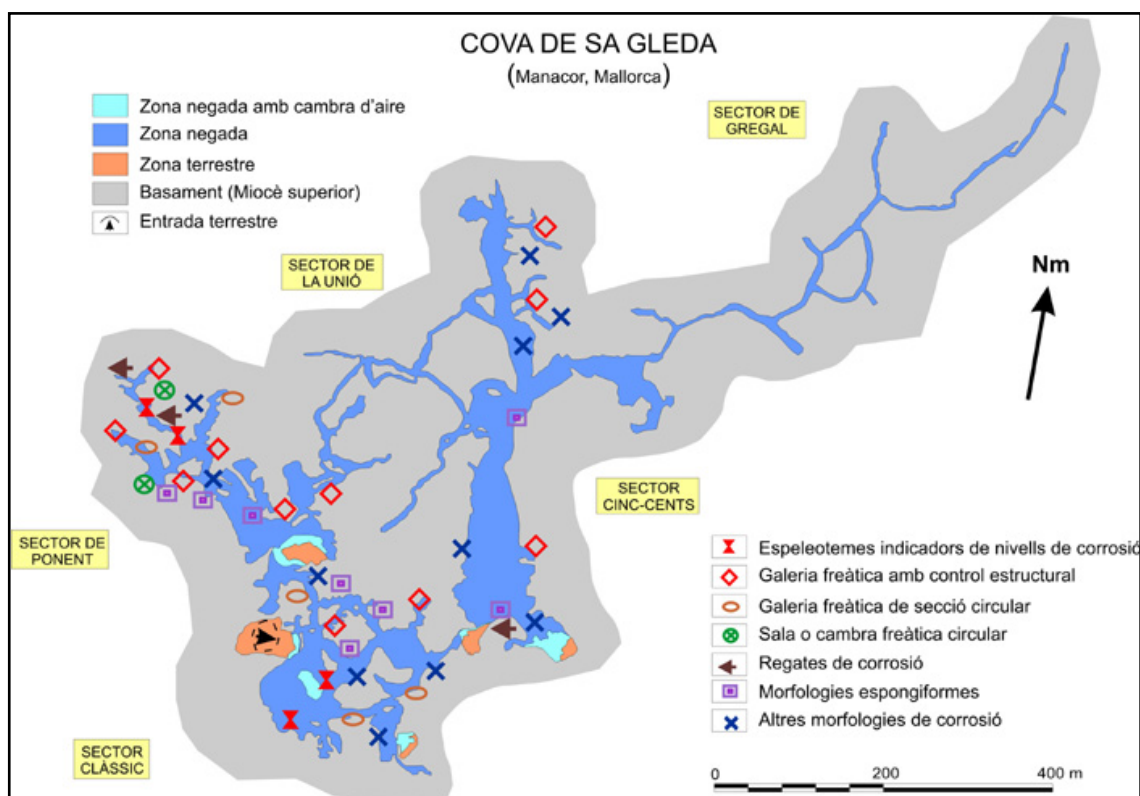 COVA DE SA GLEDA
(Manacor, Mallorca)
Zona negada amb cambra d'aire
Zona negada
Zona terrestre
Basament (Miocè superior)
Entrada terrestre
SECTOR DE
GREGAL
SECTOR DE
LA UNIÓ
Nm
SECTOR
CINC-CENTS
SECTOR DE
PONENT
SECTOR
CLÀSSIC
Espeleotemes indicadors de nivells de corrosió
Galeria freàtica amb control estructural
Galeria freàtica de secció circular
Sala o cambra freàtica circular
Regates de corrosió
Morfologies espongiformes
Altres morfologies de corrosió
0 200 400 m